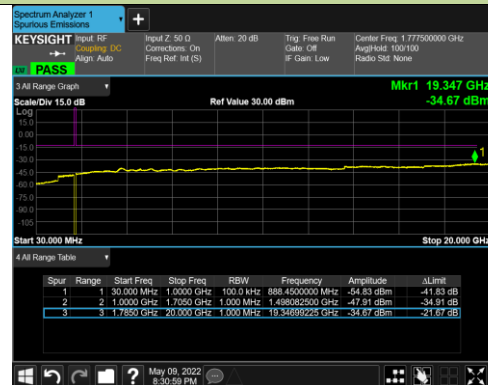 Spectrum Analyzer 1
Spurious Emissions
+
KEYSIGHT Input: RF Input Z: 50 Ω Atten: 20 dB Trig: Free Run Center Freq: 1.777500000 GHz
Coupling: DC Corrections: On Gate: Off Avg|Hold: 100/100
Align: Auto Freq Ref: Int (S) IF Gain: Low Radio Std: None
LW PASS
3 All Range Graph Mkr1 19.347 GHz
Scale/Div 15.0 dB Ref Value 30.00 dBm -34.67 dBm
Log
15.0
0.00
-15.0
-30.0
-45.0
-60.0
-75.0
-90.0
-105
1
Start 30.000 MHz Stop 20.000 GHz
4 All Range Table
Spur Range Start Freq Stop Freq RBW Frequency Amplitude ΔLimit
1 1 30.000 MHz 1.0000 GHz 100.0 kHz 888.4500000 MHz -54.83 dBm -41.83 dB
2 2 1.0000 GHz 1.7050 GHz 1.000 MHz 1.498082500 GHz -47.91 dBm -34.91 dB
3 3 1.7850 GHz 20.000 GHz 1.000 MHz 19.34699225 GHz -34.67 dBm -21.67 dB
? May 09, 2022
8:30:59 PM